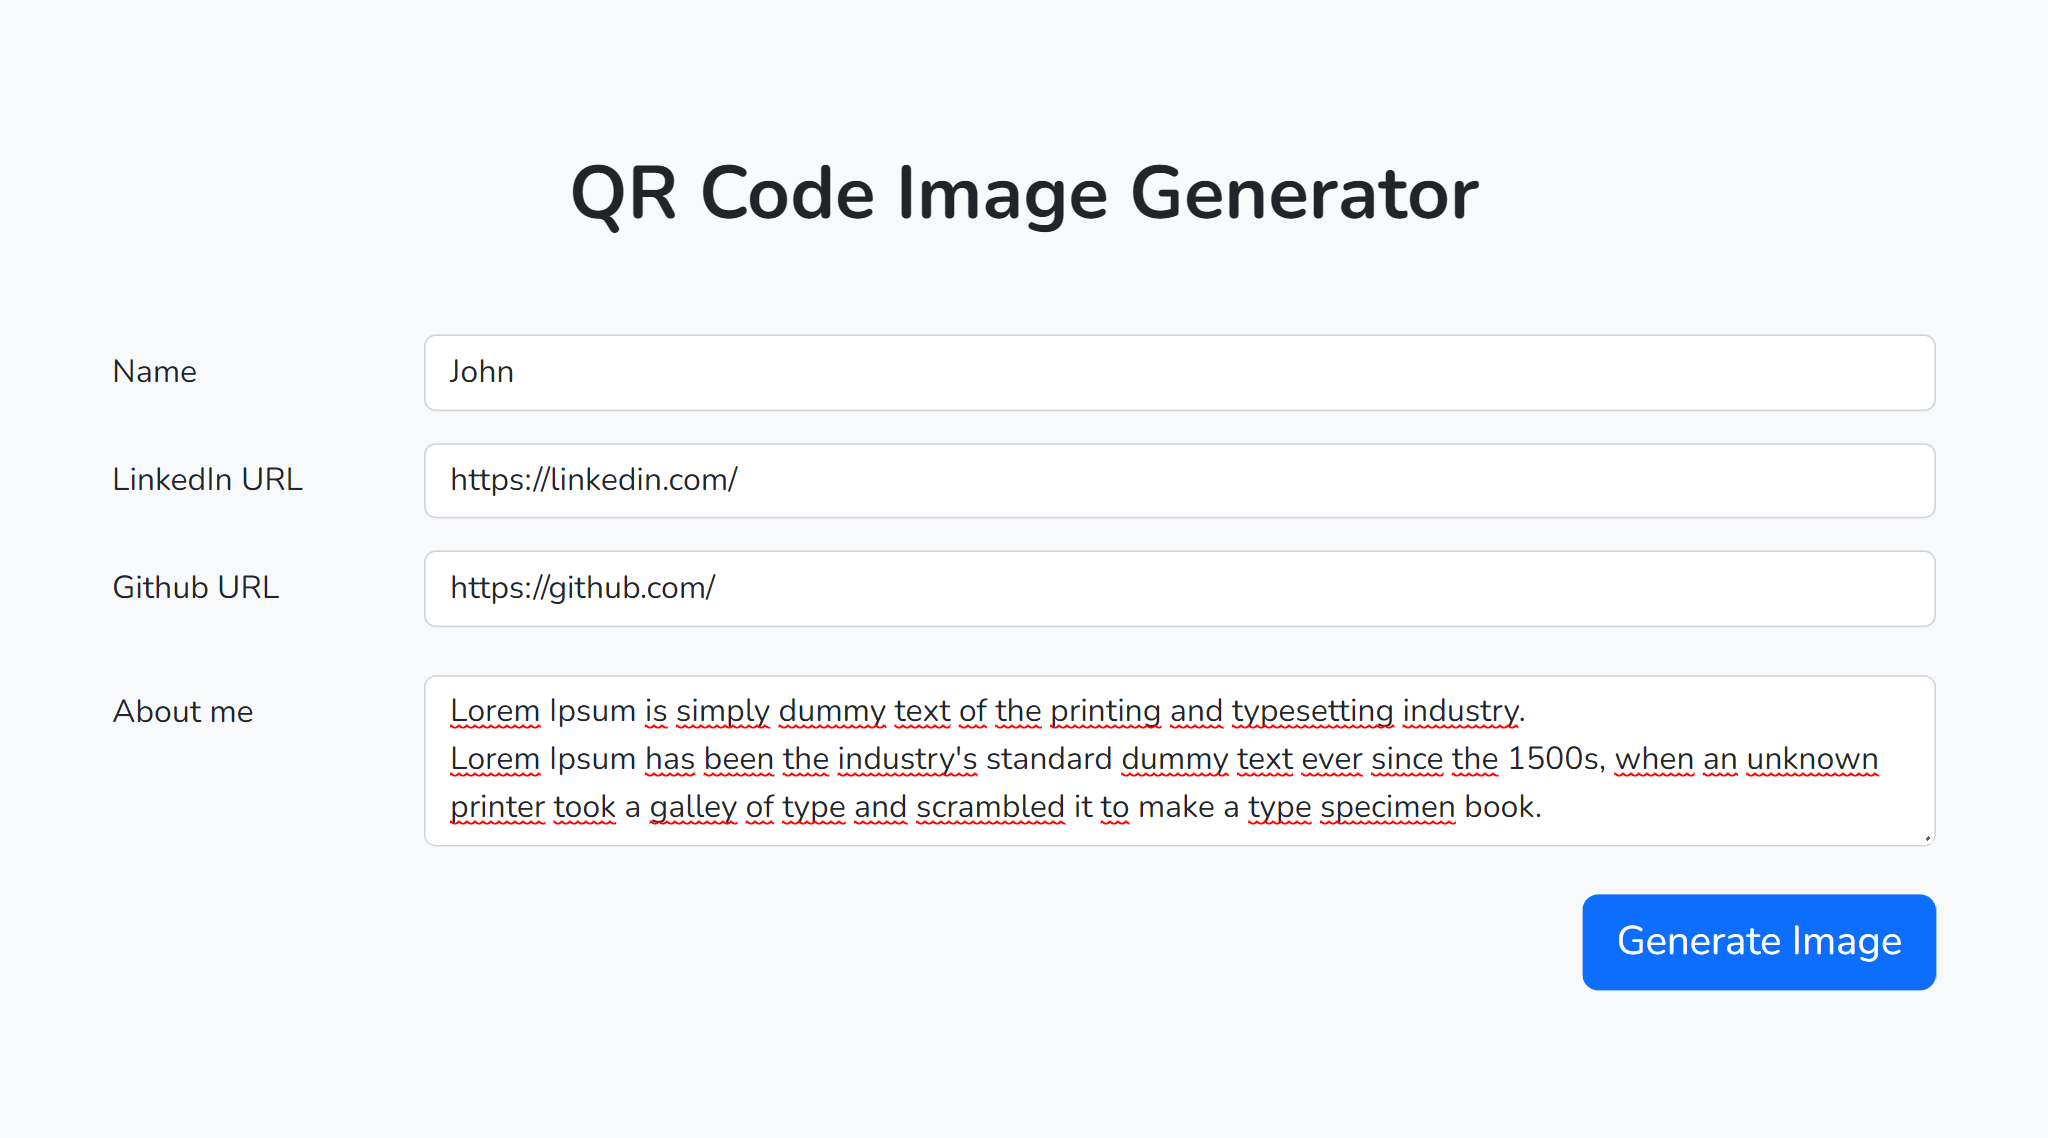 QR Code Image Generator
Name
John
LinkedIn URL
https://linkedin.com/
Github URL
https://github.com/
About me
Lorem Ipsum is simply dummy text of the printing and typesetting industry.
Lorem Ipsum has been the industry's standard dummy text ever since the 1500s, when an unknown
printer took a galley of type and scrambled it to make a type specimen book.
Generate Image